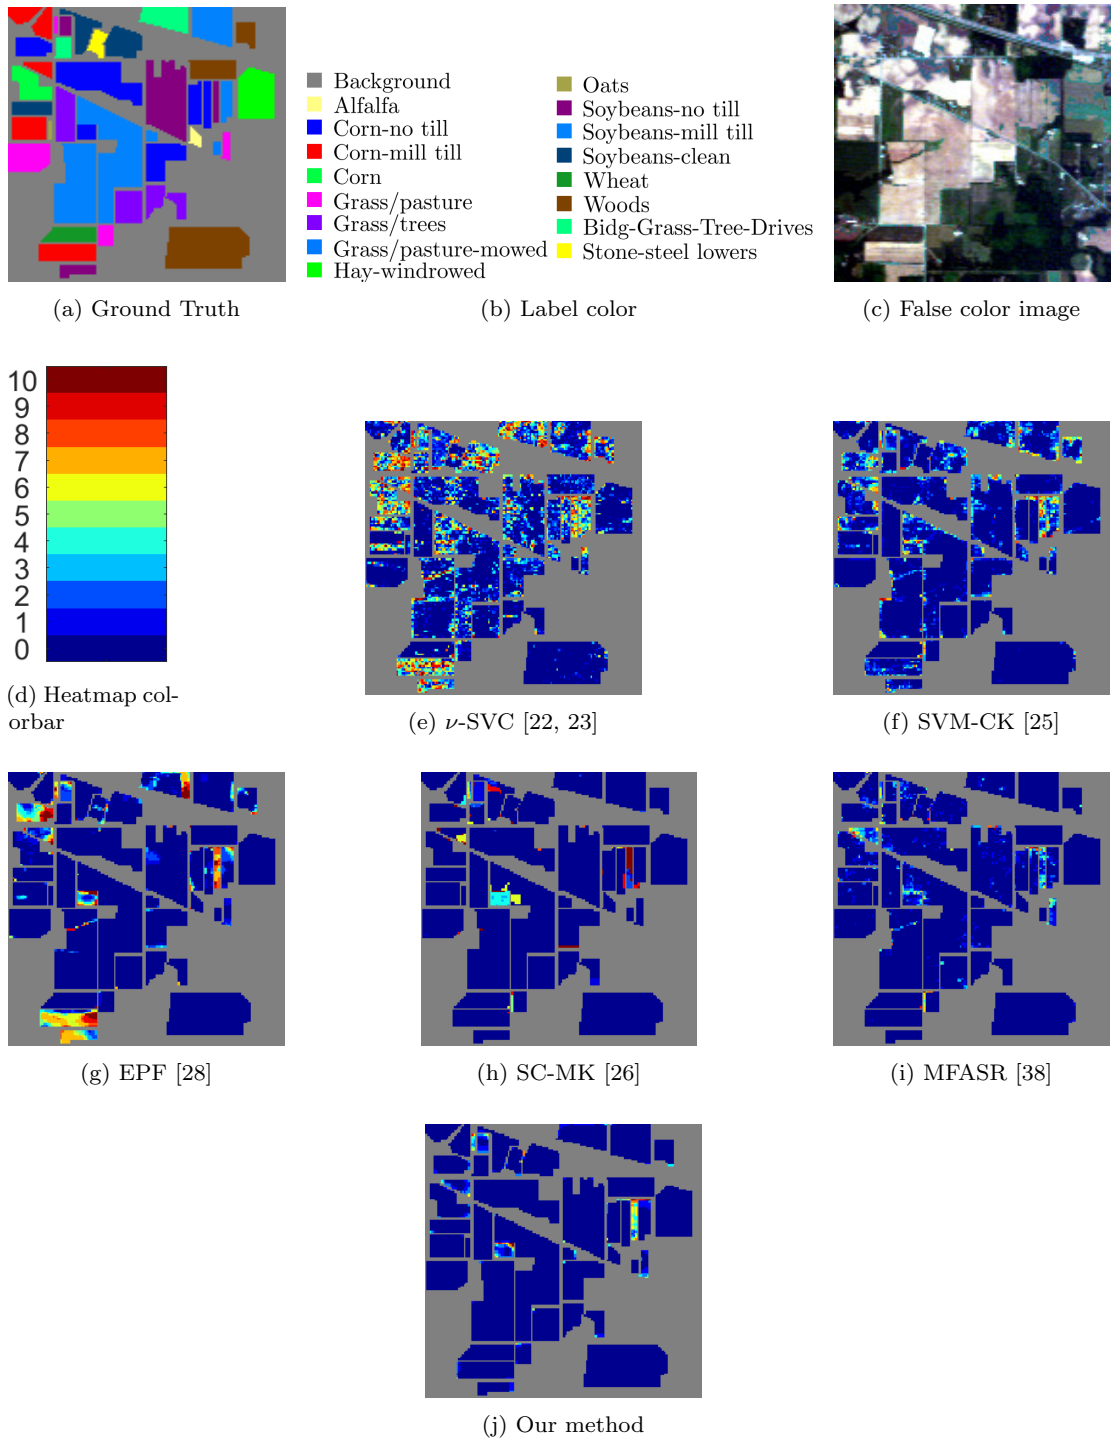 Background
Alfalfa
Corn-no till
Corn-mill till
Corn
Grass/pasture
Grass/trees
Grass/pasture-mowed
Hay-windrowed
Oats
Soybeans-no till
Soybeans-mill till
Soybeans-clean
Wheat
Woods
Bidg-Grass-Tree-Drives
Stone-steel lowers
(a) Ground Truth
(b) Label color
(c) False color image
10
9
8
7
6
5
4
3
2
1
0
(d) Heatmap col-
orbar
(e) ν-SVC [22, 23]
(f) SVM-CK [25]
(g) EPF [28]
(h) SC-MK [26]
(i) MFASR [38]
(j) Our method